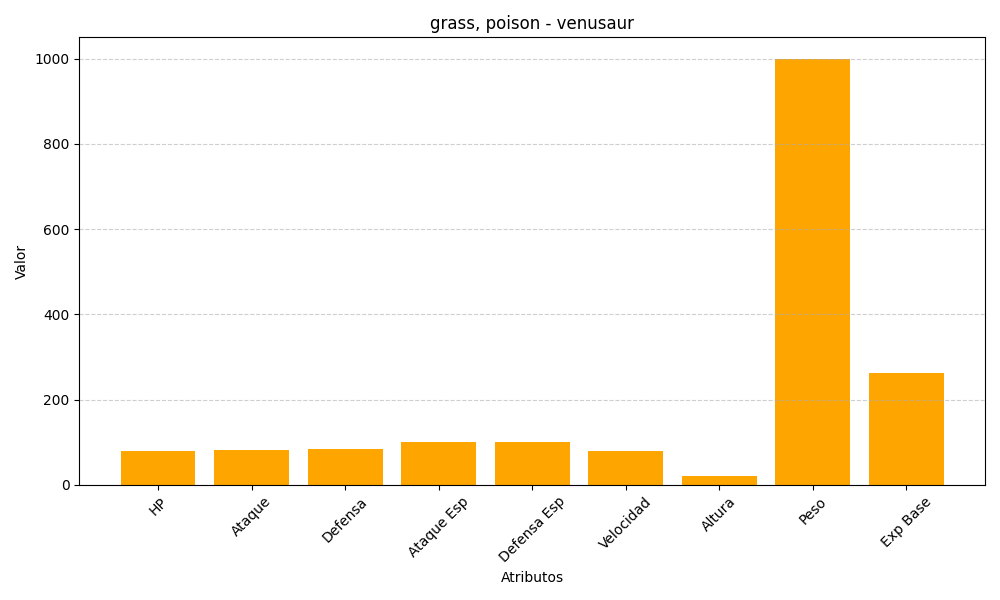 grass, poison - venusaur
Valor
1000
800
600
400
200
0
HP
Ataque
Defensa
Ataque Esp
Defensa Esp
Velocidad
Altura
Peso
Exp Base
Atributos